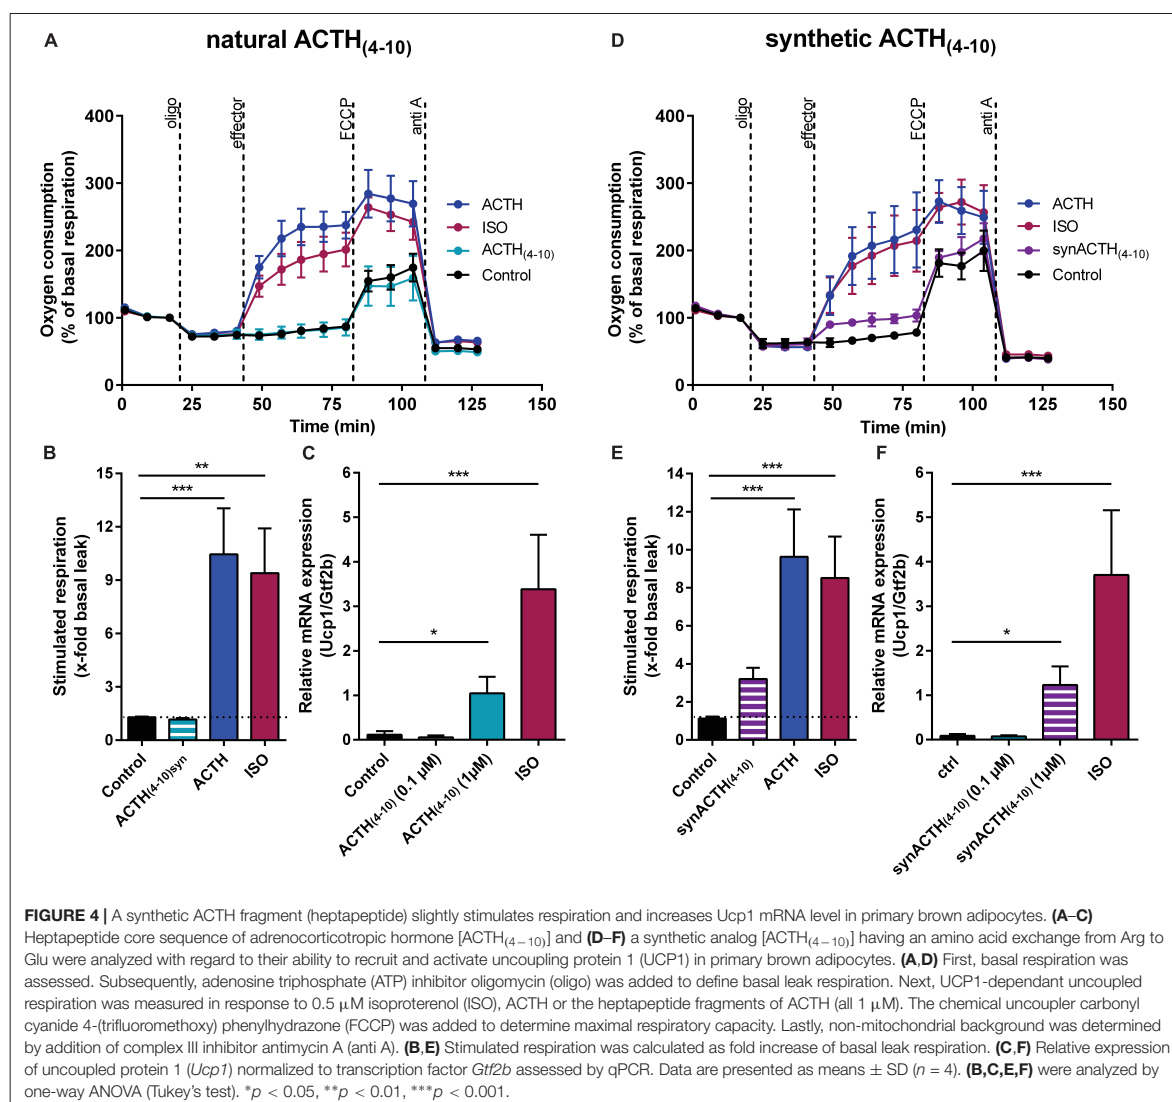 A
natural ACTH(4-10)
oligo
effector
FCCP
anti A
Oxygen consumption
(% of basal respiration)
400
300
200
100
0
ACTH
ISO
ACTH(4-10)
Control
0
25
50
75
100
125
150
Time (min)
D
synthetic ACTH(4-10)
oligo
effector
FCCP
anti A
Oxygen consumption
(% of basal respiration)
400
300
200
100
0
ACTH
ISO
synACTH(4-10)
Control
0
25
50
75
100
125
150
Time (min)
B
Stimulated respiration
(x-fold basal leak)
15
12
9
6
3
0
**
***
Control
ACTH(4-10)syn
ACTH
ISO
C
Relative mRNA expression
(Ucp1/Gtf2b)
6
5
4
3
2
1
0
***
*
Control
ACTH(4-10) (0.1 µM)
ACTH(4-10) (1µM)
ISO
E
Stimulated respiration
(x-fold basal leak)
14
12
10
8
6
4
2
0
***
***
Control
synACTH(4-10)
ACTH
ISO
F
Relative mRNA expression
(Ucp1/Gtf2b)
6
5
4
3
2
1
0
***
*
ctrl
synACTH(4-10) (0.1 µM)
synACTH(4-10) (1µM)
ISO
FIGURE 4 | A synthetic ACTH fragment (heptapeptide) slightly stimulates respiration and increases Ucp1 mRNA level in primary brown adipocytes. (A–C)
Heptapeptide core sequence of adrenocorticotropic hormone [ACTH(4−10)] and (D–F) a synthetic analog [ACTH(4−10)] having an amino acid exchange from Arg to
Glu were analyzed with regard to their ability to recruit and activate uncoupling protein 1 (UCP1) in primary brown adipocytes. (A,D) First, basal respiration was
assessed. Subsequently, adenosine triphosphate (ATP) inhibitor oligomycin (oligo) was added to define basal leak respiration. Next, UCP1-dependant uncoupled
respiration was measured in response to 0.5 µM isoproterenol (ISO), ACTH or the heptapeptide fragments of ACTH (all 1 µM). The chemical uncoupler carbonyl
cyanide 4-(trifluoromethoxy) phenylhydrazone (FCCP) was added to determine maximal respiratory capacity. Lastly, non-mitochondrial background was determined
by addition of complex III inhibitor antimycin A (anti A). (B,E) Stimulated respiration was calculated as fold increase of basal leak respiration. (C,F) Relative expression
of uncoupled protein 1 (Ucp1) normalized to transcription factor Gtf2b assessed by qPCR. Data are presented as means ± SD (n = 4). (B,C,E,F) were analyzed by
one-way ANOVA (Tukey's test). *p < 0.05, **p < 0.01, ***p < 0.001.